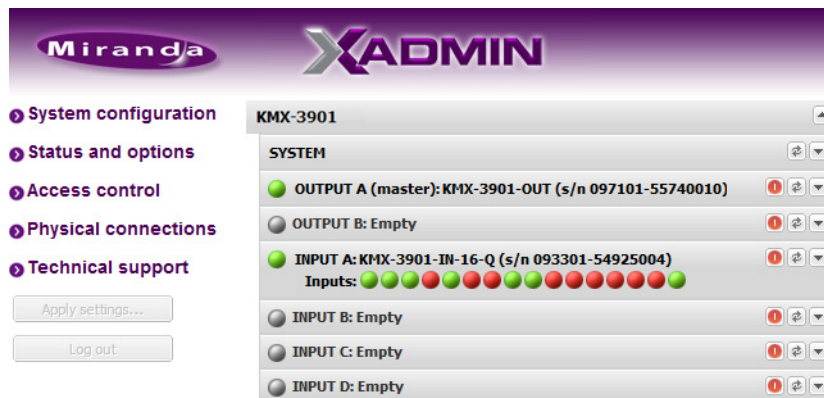 Miranda
XADMIN
System configuration
Status and options
Access control
Physical connections
Technical support
Apply settings...
Log out
KMX-3901
SYSTEM
OUTPUT A (master): KMX-3901-OUT (s/n 097101-55740010)
OUTPUT B: Empty
INPUT A: KMX-3901-IN-16-Q (s/n 093301-54925004)
Inputs:
INPUT B: Empty
INPUT C: Empty
INPUT D: Empty